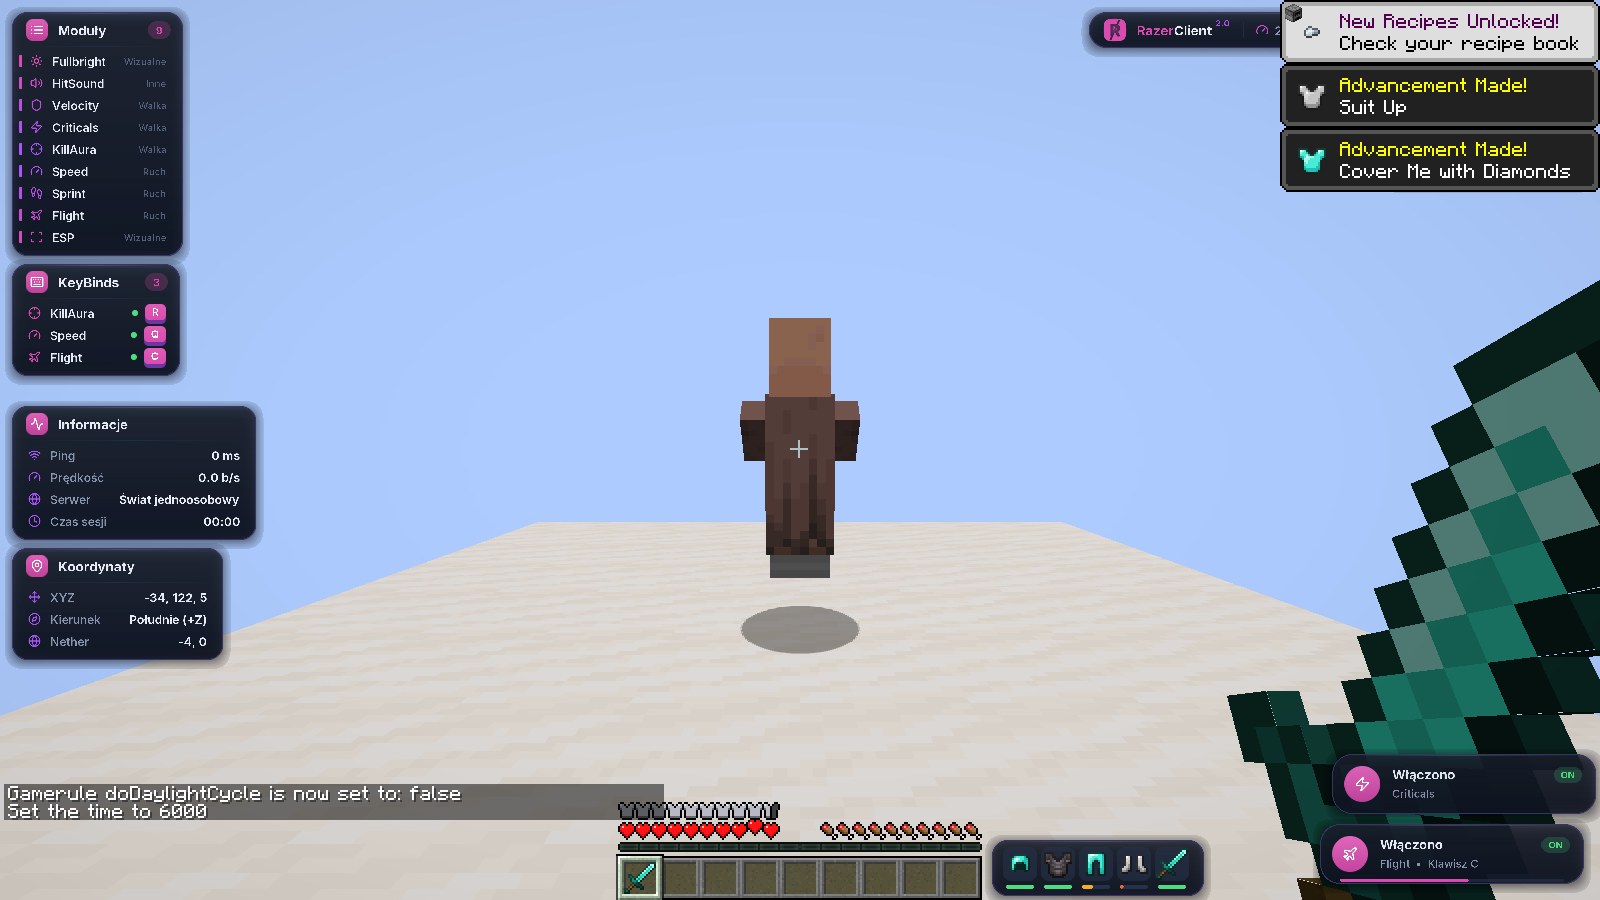 Moduły 9
Fullbright Wizualne
HitSound Inne
Velocity Walka
Criticals Walka
KillAura Walka
Speed Ruch
Sprint Ruch
Flight Ruch
ESP Wizualne
KeyBinds 3
KillAura R
Speed Q
Flight C
Informacje
Ping 0 ms
Prędkość 0.0 b/s
Serwer Świat jednoosobowy
Czas sesji 00:00
Koordynaty
XYZ -34, 122, 5
Kierunek Południe (+Z)
Nether -4, 0
RazerClient 2.0
New Recipes Unlocked!
Check your recipe book
Advancement Made!
Suit Up
Advancement Made!
Cover Me with Diamonds
Gamerule doDaylightCycle is now set to: false
Set the time to 6000
Włączono ON
Criticals
Włączono ON
Flight • Klawisz C